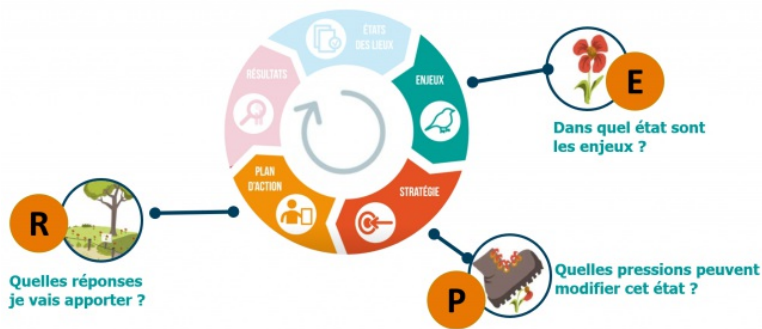 ÉTATS
DES LIEUX
RÉSULTATS
ENJEUX
PLAN
D'ACTION
STRATÉGIE
E
Dans quel état sont
les enjeux ?
R
Quelles réponses
je vais apporter ?
P
Quelles pressions peuvent
modifier cet état ?